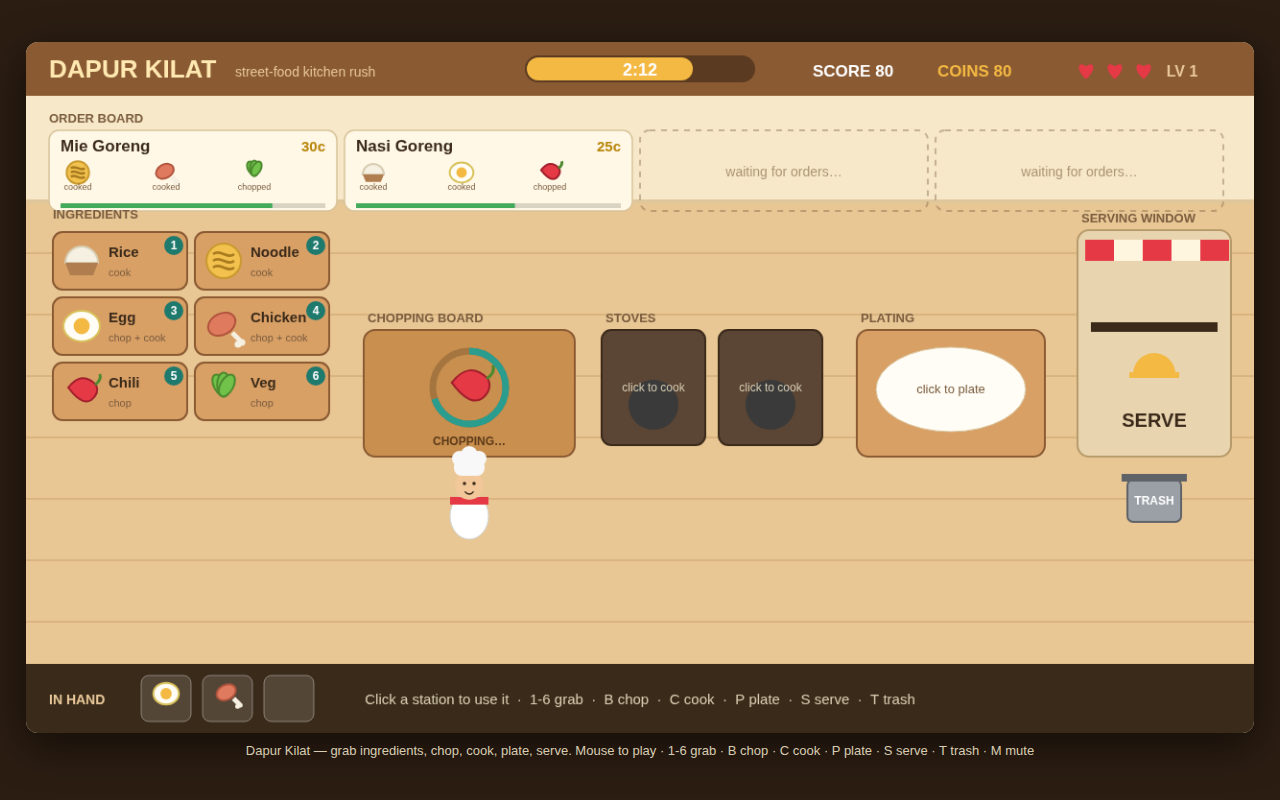 DAPUR KILAT street-food kitchen rush 2:12 SCORE 80 COINS 80 LV 1
ORDER BOARD
Mie Goreng 30c
cooked cooked chopped
Nasi Goreng 25c
cooked cooked chopped
waiting for orders…
waiting for orders…
INGREDIENTS
Rice 1
cook
Noodle 2
cook
Egg 3
chop + cook
Chicken 4
chop + cook
Chili 5
chop
Veg 6
chop
CHOPPING BOARD
CHOPPING…
STOVES
click to cook
click to cook
PLATING
click to plate
SERVING WINDOW
SERVE
TRASH
IN HAND
Click a station to use it · 1-6 grab · B chop · C cook · P plate · S serve · T trash
Dapur Kilat — grab ingredients, chop, cook, plate, serve. Mouse to play · 1-6 grab · B chop · C cook · P plate · S serve · T trash · M mute